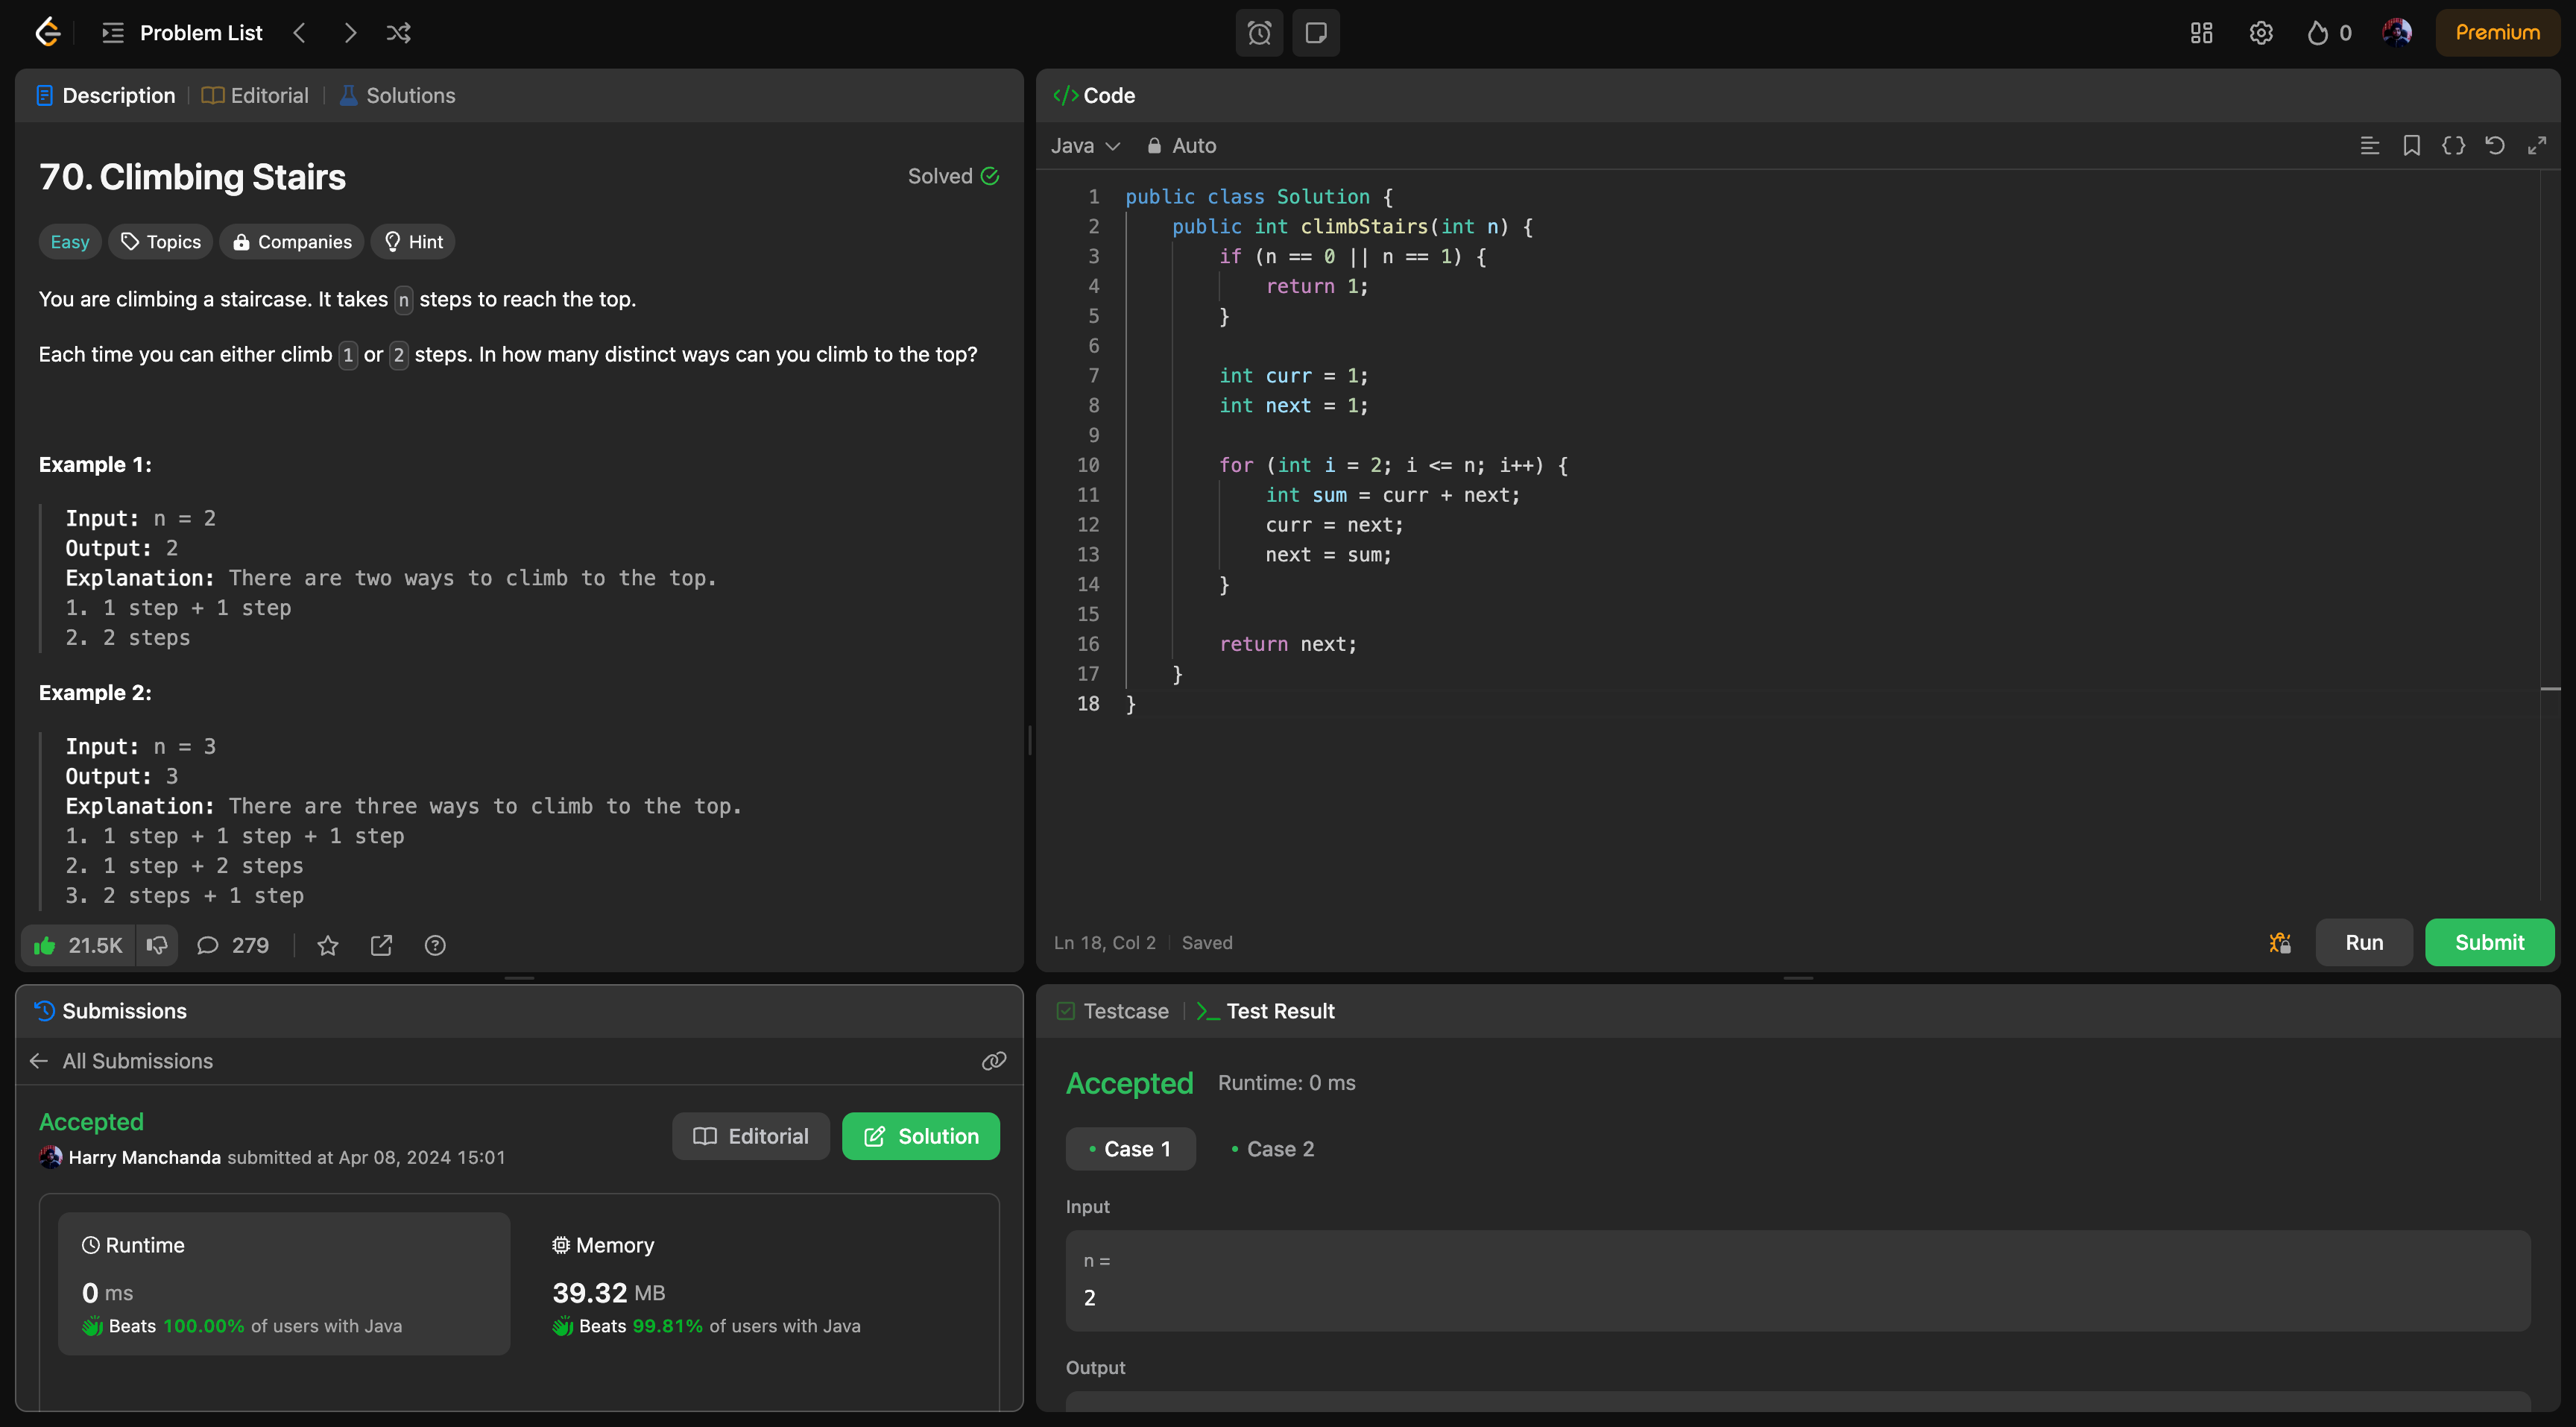 Problem List
0
Premium
Description
Editorial
Solutions
70. Climbing Stairs
Solved
Easy
Topics
Companies
Hint
You are climbing a staircase. It takes n steps to reach the top.
Each time you can either climb 1 or 2 steps. In how many distinct ways can you climb to the top?
Example 1:
Input: n = 2
Output: 2
Explanation: There are two ways to climb to the top.
1. 1 step + 1 step
2. 2 steps
Example 2:
Input: n = 3
Output: 3
Explanation: There are three ways to climb to the top.
1. 1 step + 1 step + 1 step
2. 1 step + 2 steps
3. 2 steps + 1 step
21.5K
279
</> Code
Java
Auto
1 public class Solution {
2 public int climbStairs(int n) {
3 if (n == 0 || n == 1) {
4 return 1;
5 }
6
7 int curr = 1;
8 int next = 1;
9
10 for (int i = 2; i <= n; i++) {
11 int sum = curr + next;
12 curr = next;
13 next = sum;
14 }
15
16 return next;
17 }
18 }
Ln 18, Col 2
Saved
Run
Submit
Submissions
All Submissions
Accepted
Harry Manchanda submitted at Apr 08, 2024 15:01
Editorial
Solution
Runtime
0 ms
Beats 100.00% of users with Java
Memory
39.32 MB
Beats 99.81% of users with Java
Testcase
Test Result
Accepted
Runtime: 0 ms
Case 1
Case 2
Input
n =
2
Output